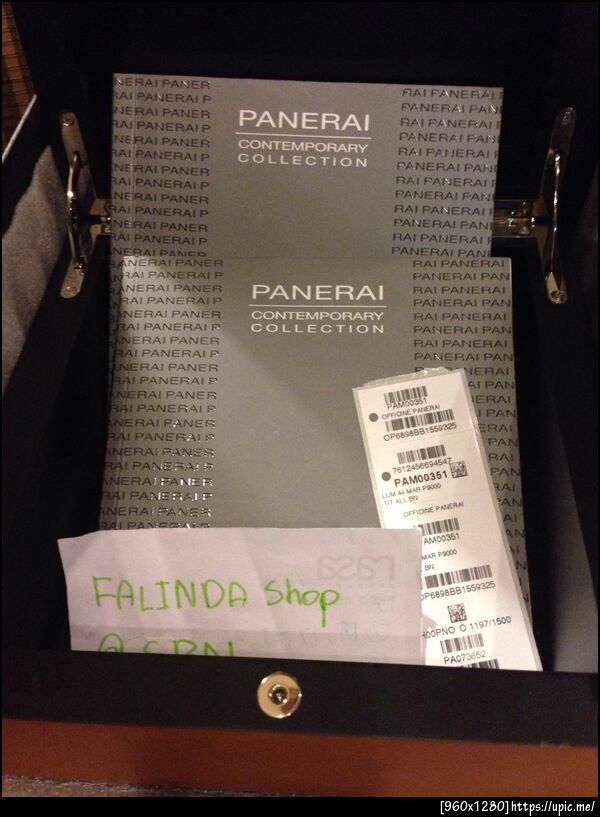 PANERAI
CONTEMPORARY
COLLECTION
PANERAI
CONTEMPORARY
COLLECTION
PAM00351
OFFICINE PANERAI
OP6898BB1559325
7612456694547
PAM00351
LUM 44 MAR P9000
TIT ALL BN
OFFICINE PANERAI
AM00351
MAR P9000
BN
OP6898BB1559325
O 1197/1500
PA073652
FALINDA Shop
[960x1280]https://upic.me/